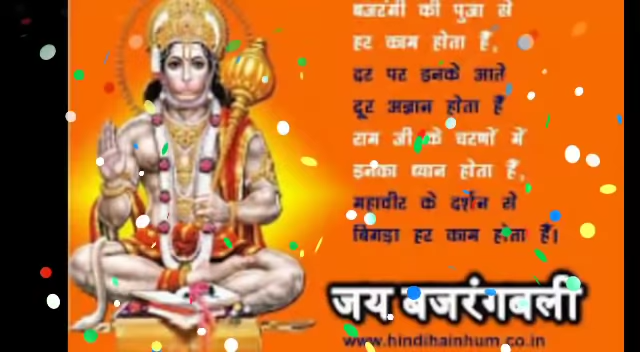 बजरंगी की पुजा से
हर काम होता है,
दर पर इनके आते
दूर अज्ञान होता है
राम जी के चरणों में
इनका ध्यान होता है,
महावीर के दर्शन से
बिगड़ा हर काम होता है।
जय बजरंगबली
www.hindihainhum.co.in